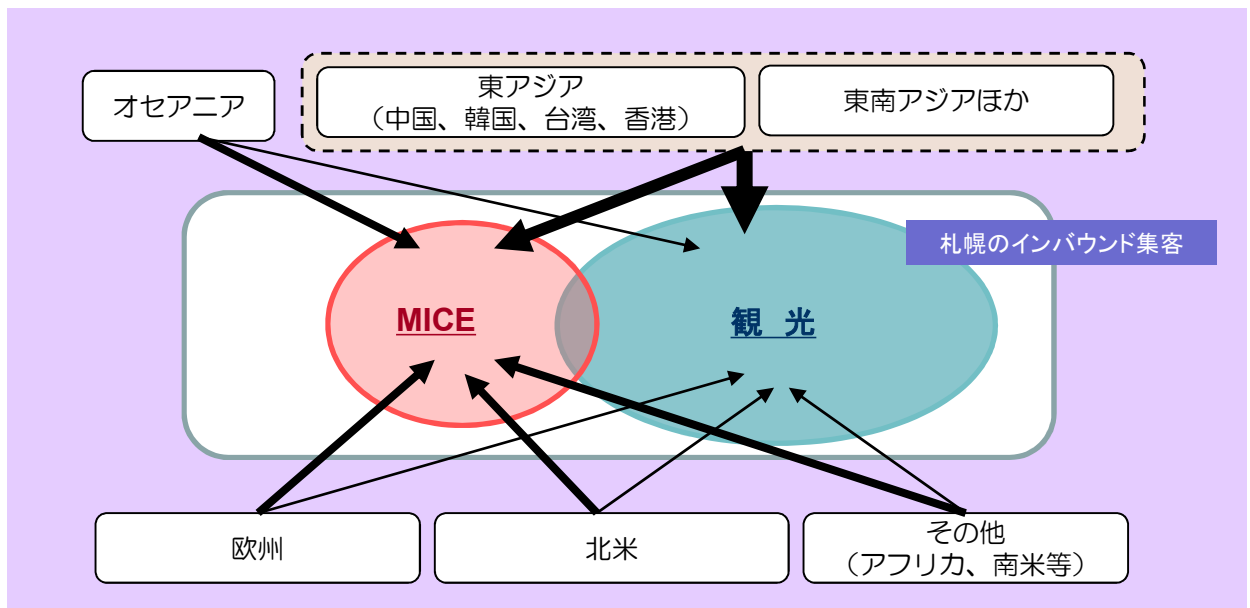 オセアニア
東アジア
（中国、韓国、台湾、香港）
東南アジアほか
札幌のインバウンド集客
MICE
観　光
欧州
北米
その他
（アフリカ、南米等）